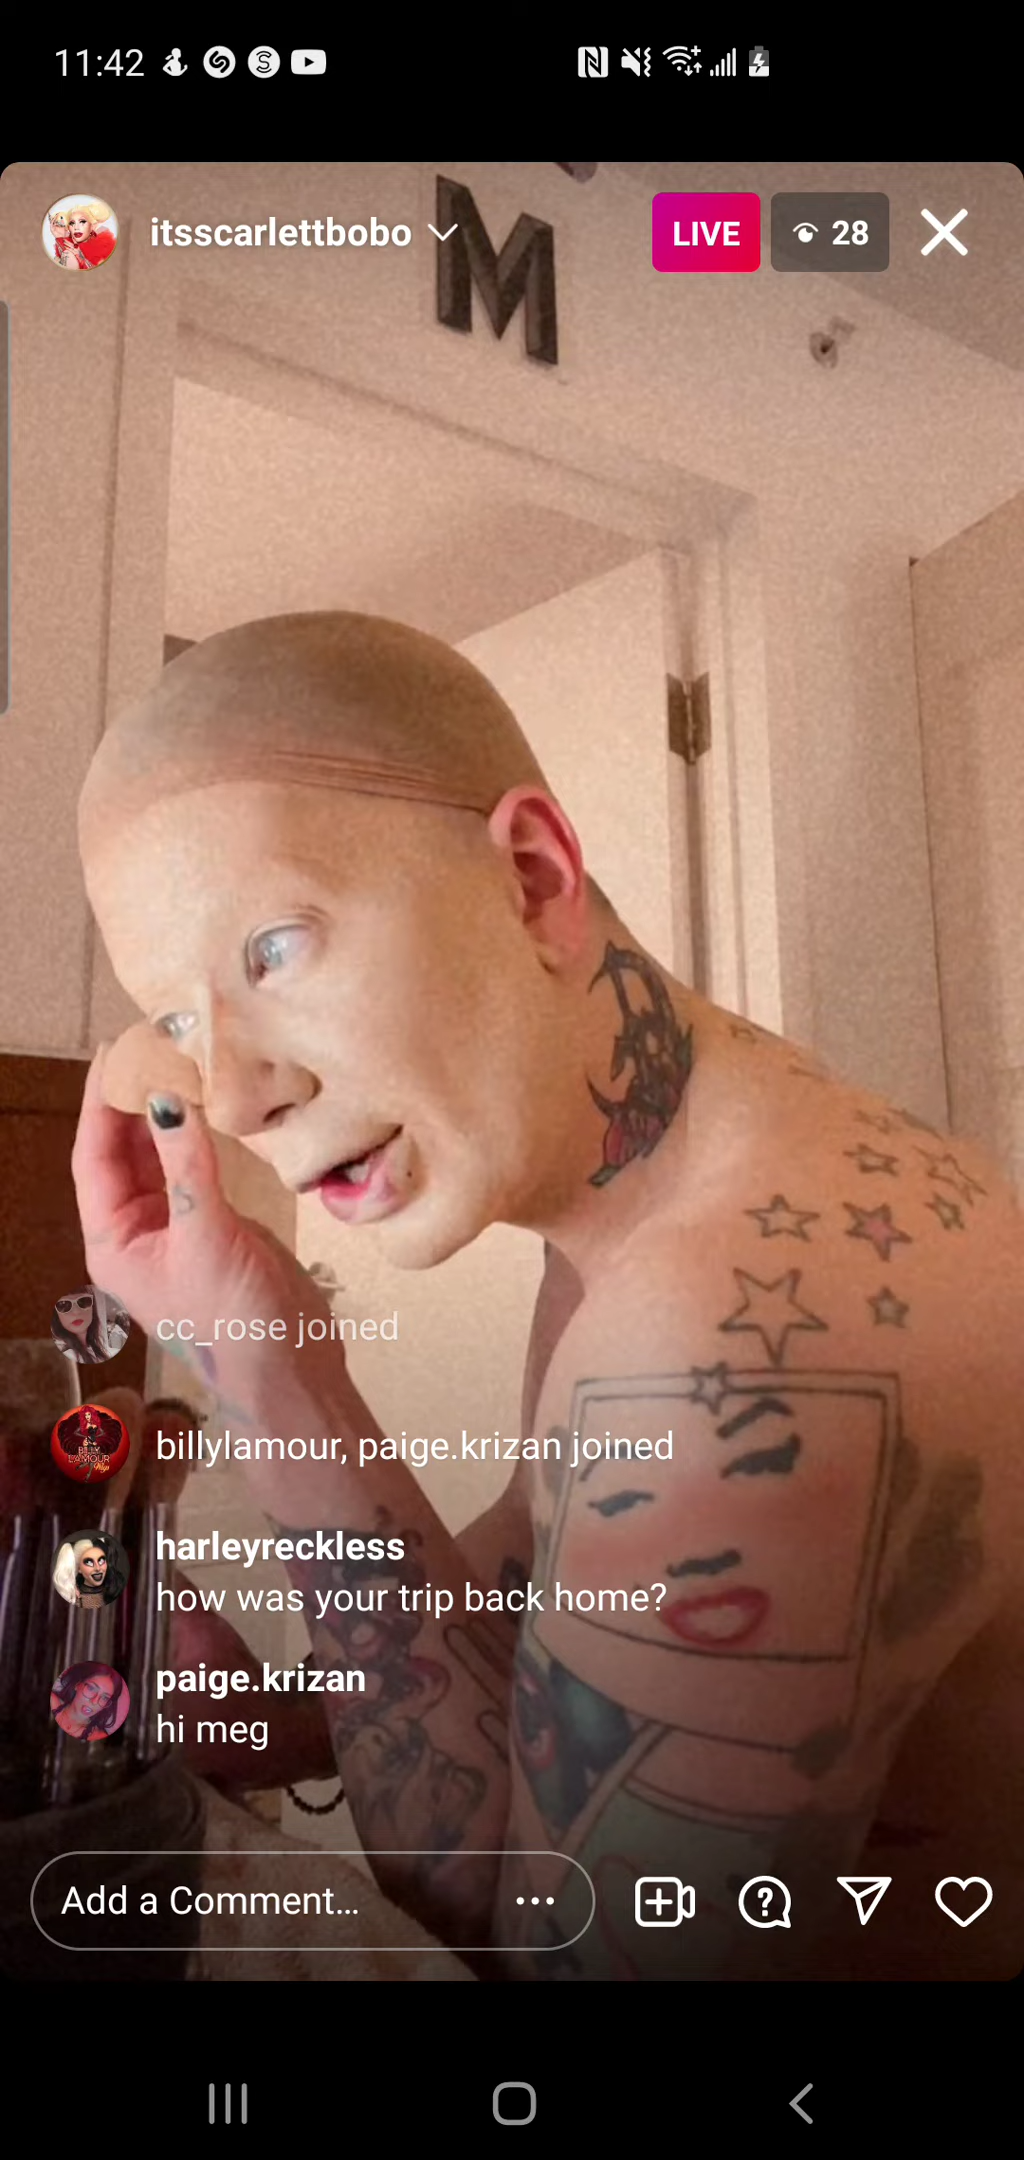 11:42
itsscarlettbobo
LIVE
28
M
cc_rose joined
billylamour, paige.krizan joined
harleyreckless
how was your trip back home?
paige.krizan
hi meg
Add a Comment...